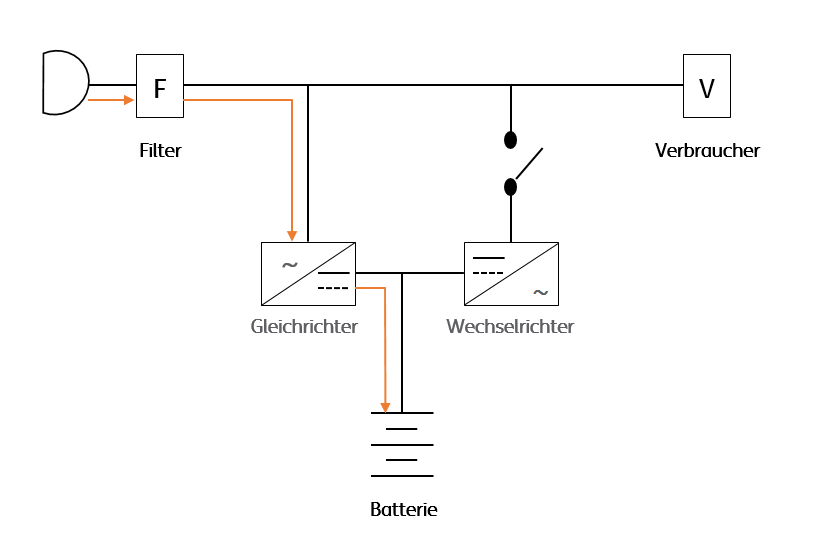 F
V
Filter
Verbraucher
~
~
Gleichrichter
Wechselrichter
Batterie